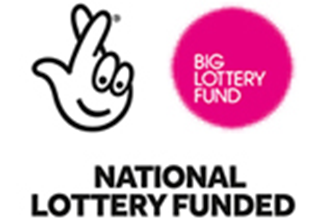 ®
BIG
LOTTERY
FUND
NATIONAL
LOTTERY FUNDED